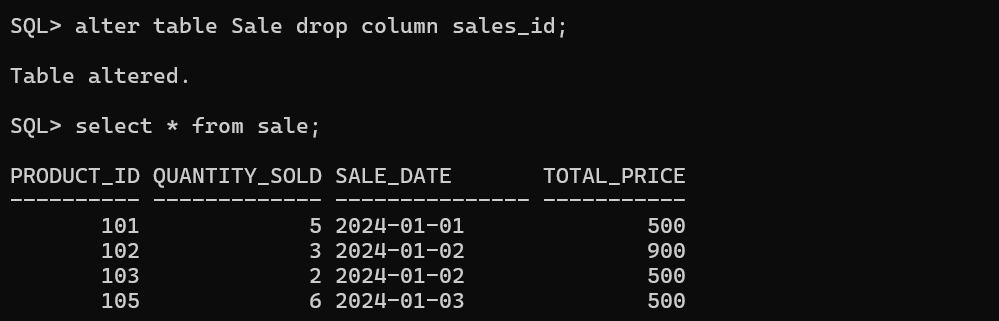 SQL> alter table Sale drop column sales_id;
Table altered.
SQL> select * from sale;
PRODUCT_ID QUANTITY_SOLD SALE_DATE       TOTAL_PRICE
---------- ------------- --------------- -----------
       101             5 2024-01-01              500
       102             3 2024-01-02              900
       103             2 2024-01-02              500
       105             6 2024-01-03              500